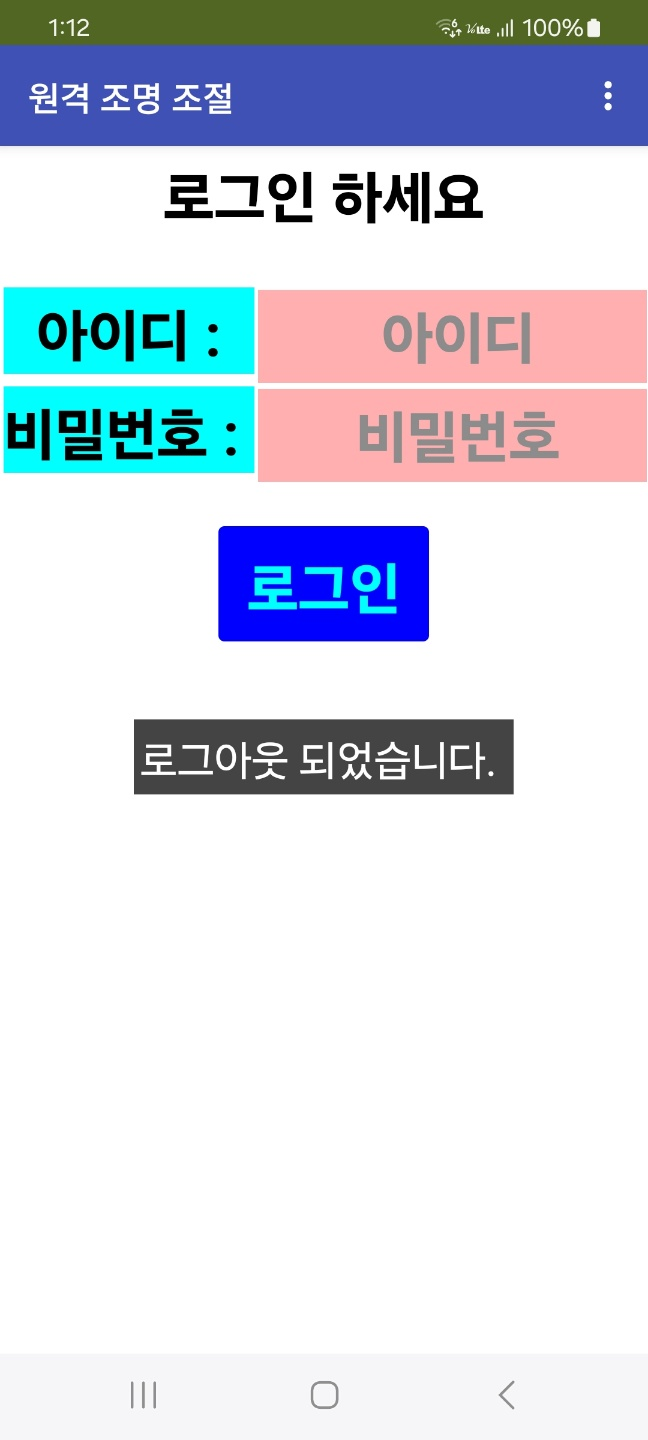 1:12 6 VoLte 100%
원격 조명 조절
로그인 하세요
아이디 : 아이디
비밀번호 : 비밀번호
로그인
로그아웃 되었습니다.